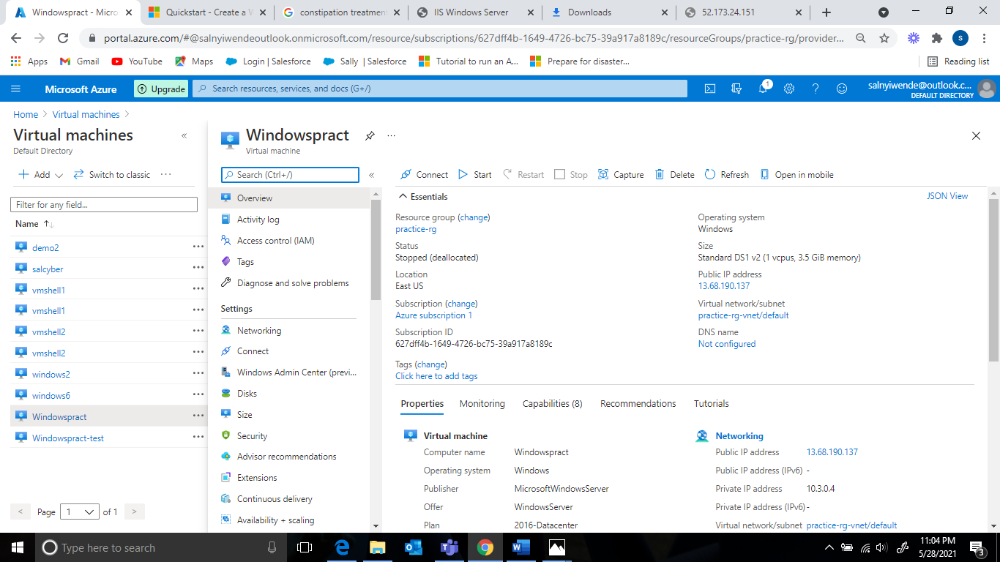 Windowspract - Micro
Quickstart - Create a W
constipation treatment
IIS Windows Server
Downloads
52.173.24.151
portal.azure.com/#@salnyiwendeoutlook.onmicrosoft.com/resource/subscriptions/627dff4b-1649-4726-bc75-39a917a8189c/resourceGroups/practice-rg/provider...
S
Apps
Gmail
YouTube
Maps
Login | Salesforce
Sally | Salesforce
Tutorial to run an A...
Prepare for disaster...
Reading list
Microsoft Azure
Upgrade
Search resources, services, and docs (G+/)
1
salnyiwende@outlook.c...
DEFAULT DIRECTORY
Home > Virtual machines >
Virtual machines
Default Directory
Add
Switch to classic
Filter for any field...
Name
demo2
salcyber
vmshell1
vmshell1
vmshell2
vmshell2
windows2
windows6
Windowspract
Windowspract-test
< Page 1 of 1 >
Windowspract
Virtual machine
Search (Ctrl+/)
Overview
Activity log
Access control (IAM)
Tags
Diagnose and solve problems
Settings
Networking
Connect
Windows Admin Center (previ...
Disks
Size
Security
Advisor recommendations
Extensions
Continuous delivery
Availability + scaling
Connect
Start
Restart
Stop
Capture
Delete
Refresh
Open in mobile
Essentials
JSON View
Resource group (change)
practice-rg
Status
Stopped (deallocated)
Location
East US
Subscription (change)
Azure subscription 1
Subscription ID
627dff4b-1649-4726-bc75-39a917a8189c
Tags (change)
Click here to add tags
Operating system
Windows
Size
Standard DS1 v2 (1 vcpus, 3.5 GiB memory)
Public IP address
13.68.190.137
Virtual network/subnet
practice-rg-vnet/default
DNS name
Not configured
Properties
Monitoring
Capabilities (8)
Recommendations
Tutorials
Virtual machine
Computer name Windowspract
Operating system Windows
Publisher MicrosoftWindowsServer
Offer WindowsServer
Plan 2016-Datacenter
Networking
Public IP address 13.68.190.137
Public IP address (IPv6) -
Private IP address 10.3.0.4
Private IP address (IPv6) -
Virtual network/subnet practice-rg-vnet/default
Type here to search
11:04 PM
5/28/2021
3